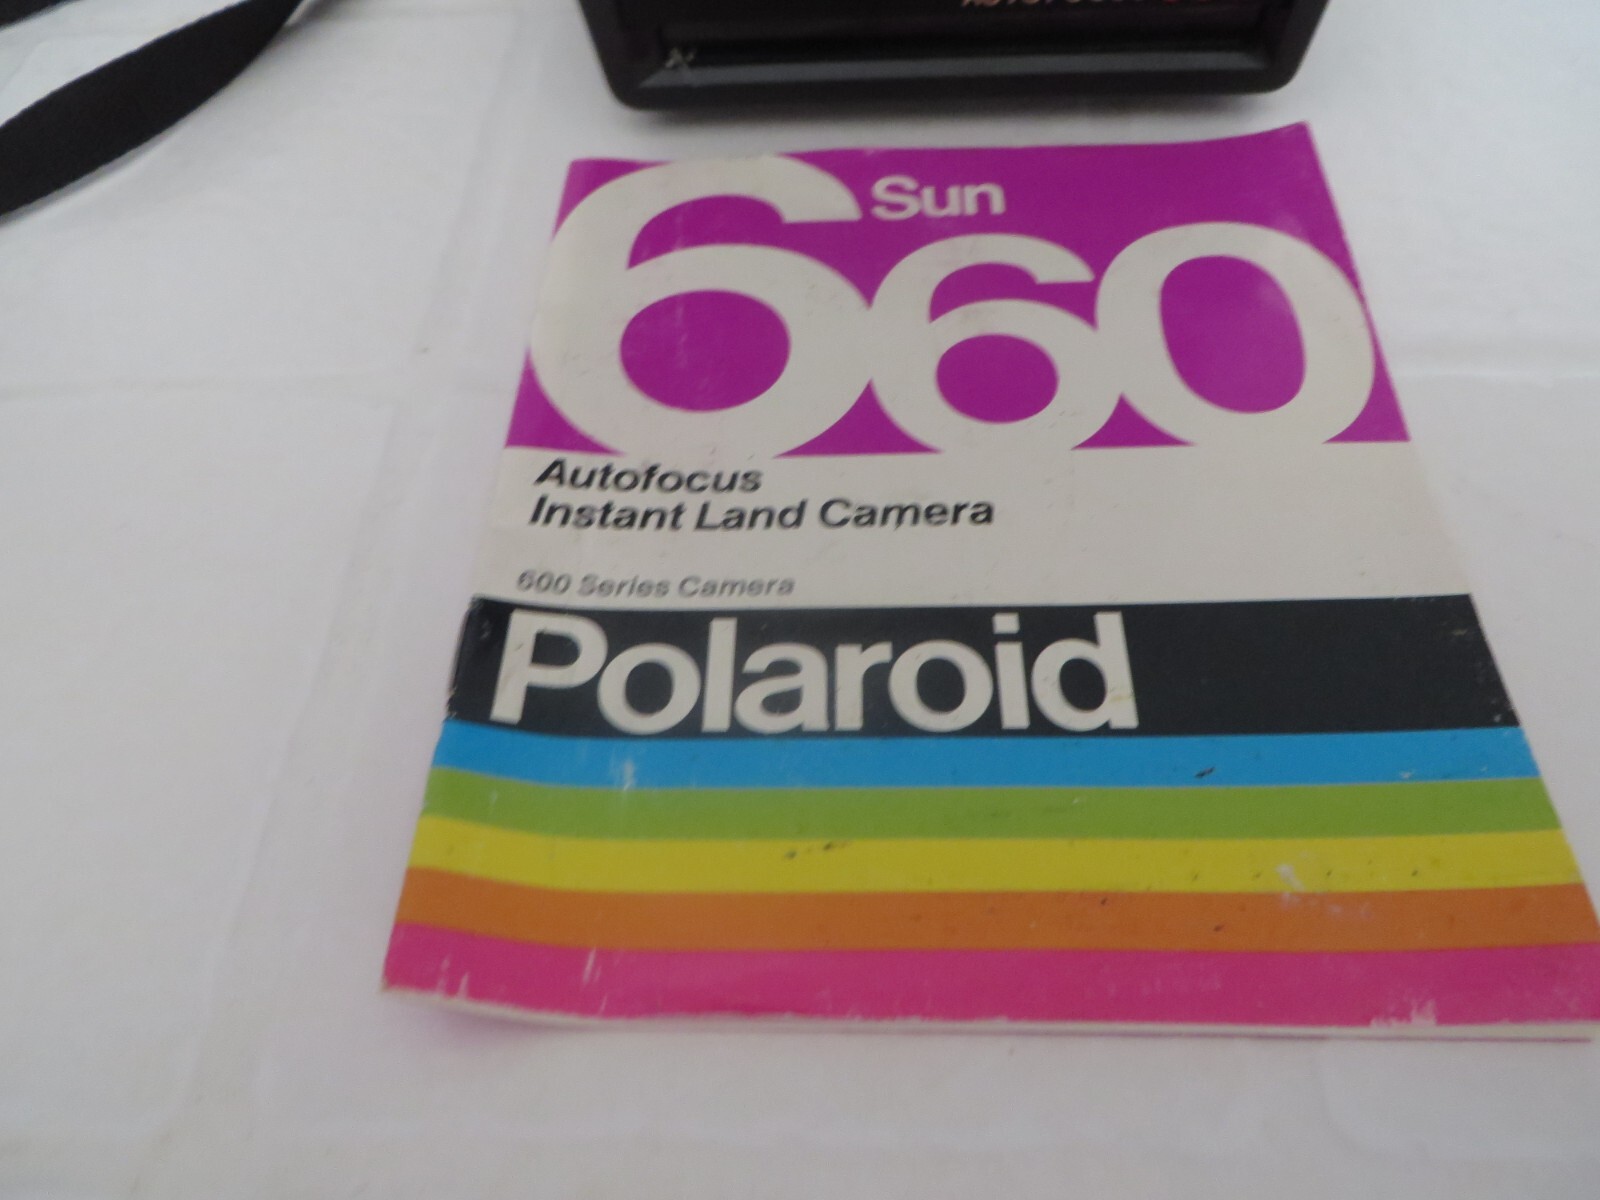 Sun
660
Autofocus
Instant Land Camera
600 Series Camera
Polaroid